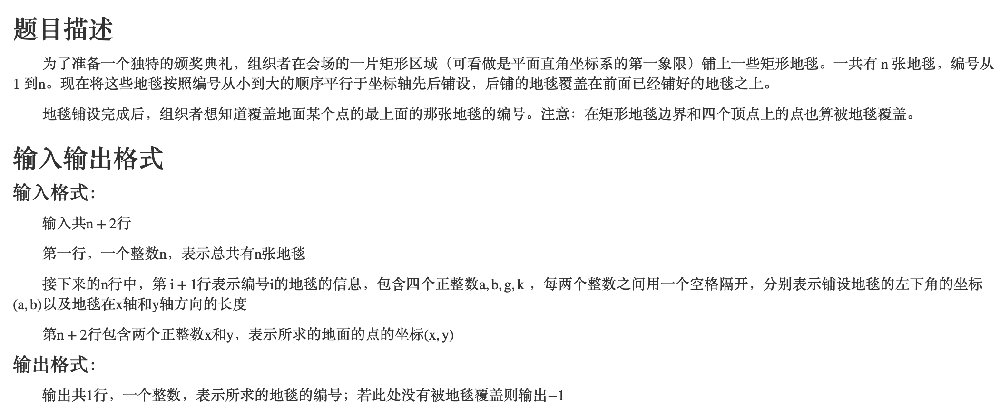 题目描述
为了准备一个独特的颁奖典礼，组织者在会场的一片矩形区域（可看做是平面直角坐标系的第一象限）铺上一些矩形地毯。一共有 n 张地毯，编号从
1 到n。现在将这些地毯按照编号从小到大的顺序平行于坐标轴先后铺设，后铺的地毯覆盖在前面已经铺好的地毯之上。
地毯铺设完成后，组织者想知道覆盖地面某个点的最上面的那张地毯的编号。注意：在矩形地毯边界和四个顶点上的点也算被地毯覆盖。
输入输出格式
输入格式：
输入共n + 2行
第一行，一个整数n，表示总共有n张地毯
接下来的n行中，第 i + 1行表示编号i的地毯的信息，包含四个正整数a, b, g, k ，每两个整数之间用一个空格隔开，分别表示铺设地毯的左下角的坐标
(a, b)以及地毯在x轴和y轴方向的长度
第n + 2行包含两个正整数x和y，表示所求的地面的点的坐标(x, y)
输出格式：
输出共1行，一个整数，表示所求的地毯的编号；若此处没有被地毯覆盖则输出−1